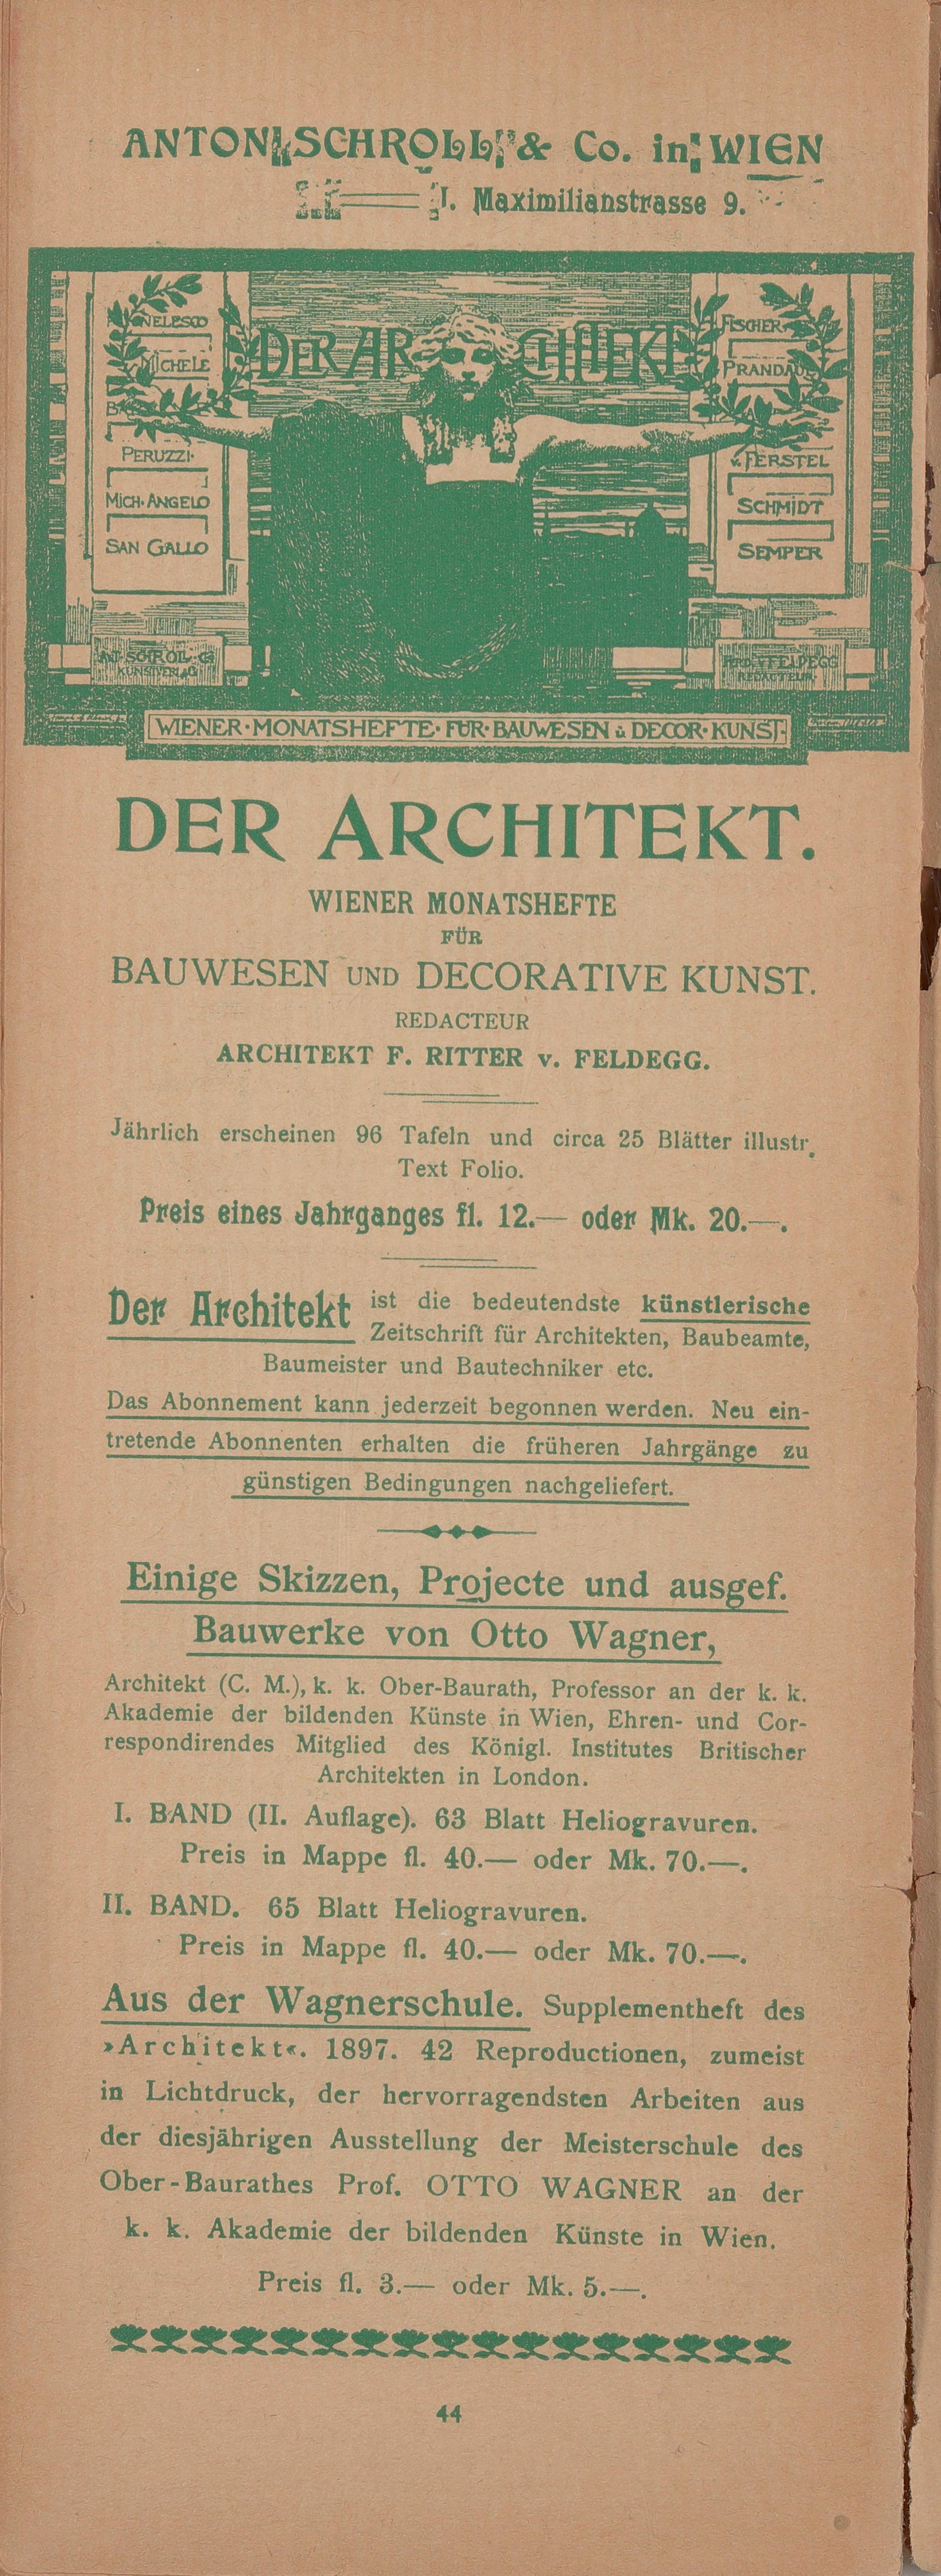 ANTON SCHROLL & Co. in WIEN
I. Maximilianstrasse 9.
DER ARCHITEKT
NELESCO
MICHELE
PERUZZI·
MICH·ANGELO
SAN GALLO
FISCHER
PRANDAU
v. FERSTEL
SCHMIDT
SEMPER
WIENER·MONATSHEFTE·FÜR·BAUWESEN u DECOR·KUNST·
DER ARCHITEKT.
WIENER MONATSHEFTE
FÜR
BAUWESEN UND DECORATIVE KUNST.
REDACTEUR
ARCHITEKT F. RITTER v. FELDEGG.
Jährlich erscheinen 96 Tafeln und circa 25 Blätter illustr.
Text Folio.
Preis eines Jahrganges fl. 12.— oder Mk. 20.—.
Der Architekt ist die bedeutendste künstlerische
Zeitschrift für Architekten, Baubeamte,
Baumeister und Bautechniker etc.
Das Abonnement kann jederzeit begonnen werden. Neu ein-
tretende Abonnenten erhalten die früheren Jahrgänge zu
günstigen Bedingungen nachgeliefert.
Einige Skizzen, Projecte und ausgef.
Bauwerke von Otto Wagner,
Architekt (C. M.), k. k. Ober-Baurath, Professor an der k. k.
Akademie der bildenden Künste in Wien, Ehren- und Cor-
respondirendes Mitglied des Königl. Institutes Britischer
Architekten in London.
I. BAND (II. Auflage). 63 Blatt Heliogravuren.
Preis in Mappe fl. 40.— oder Mk. 70.—.
II. BAND. 65 Blatt Heliogravuren.
Preis in Mappe fl. 40.— oder Mk. 70.—.
Aus der Wagnerschule. Supplementheft des
»Architekt«. 1897. 42 Reproductionen, zumeist
in Lichtdruck, der hervorragendsten Arbeiten aus
der diesjährigen Ausstellung der Meisterschule des
Ober-Baurathes Prof. OTTO WAGNER an der
k. k. Akademie der bildenden Künste in Wien.
Preis fl. 3.— oder Mk. 5.—.
44